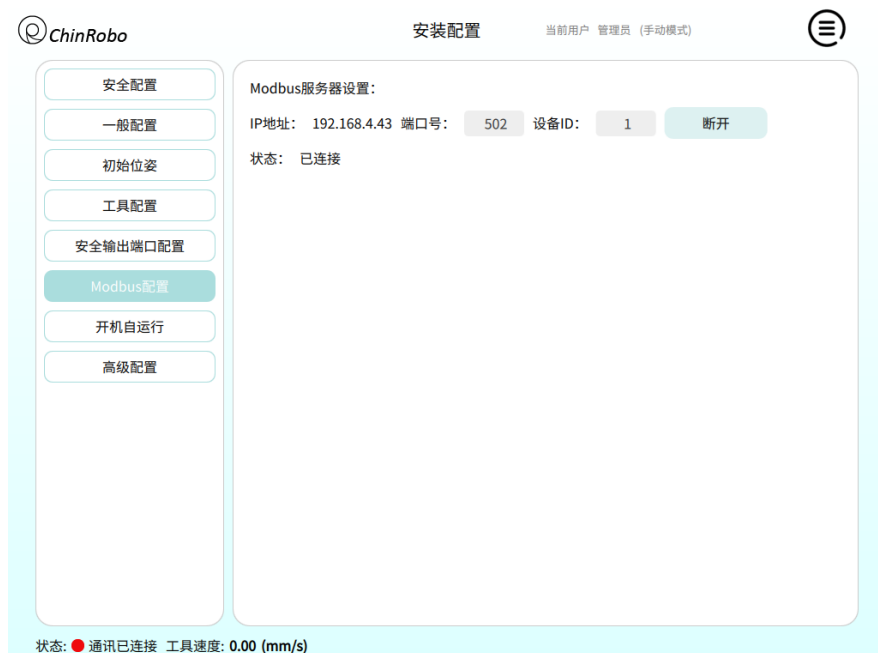 ChinRobo
安装配置
当前用户 管理员 (手动模式)
安全配置
一般配置
初始位姿
工具配置
安全输出端口配置
Modbus配置
开机自运行
高级配置
Modbus服务器设置：
IP地址： 192.168.4.43 端口号： 502 设备ID： 1 断开
状态： 已连接
状态: 通讯已连接 工具速度: 0.00 (mm/s)